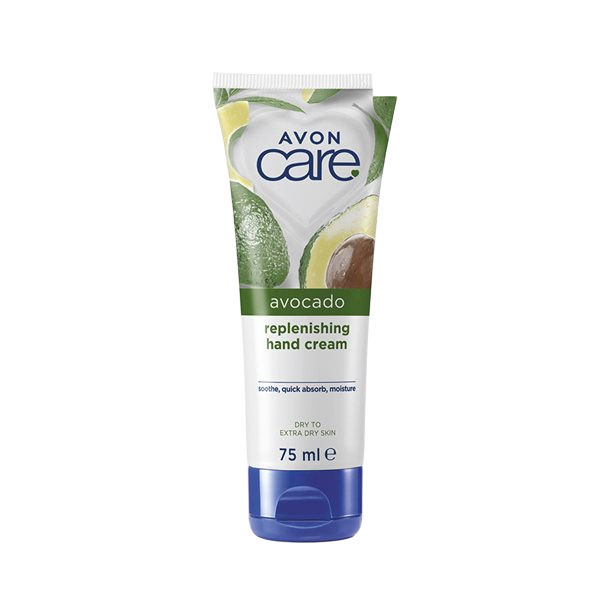 AVON
care
avocado
replenishing
hand cream
soothe, quick absorb, moisture
DRY TO
EXTRA DRY SKIN
75 ml ℮